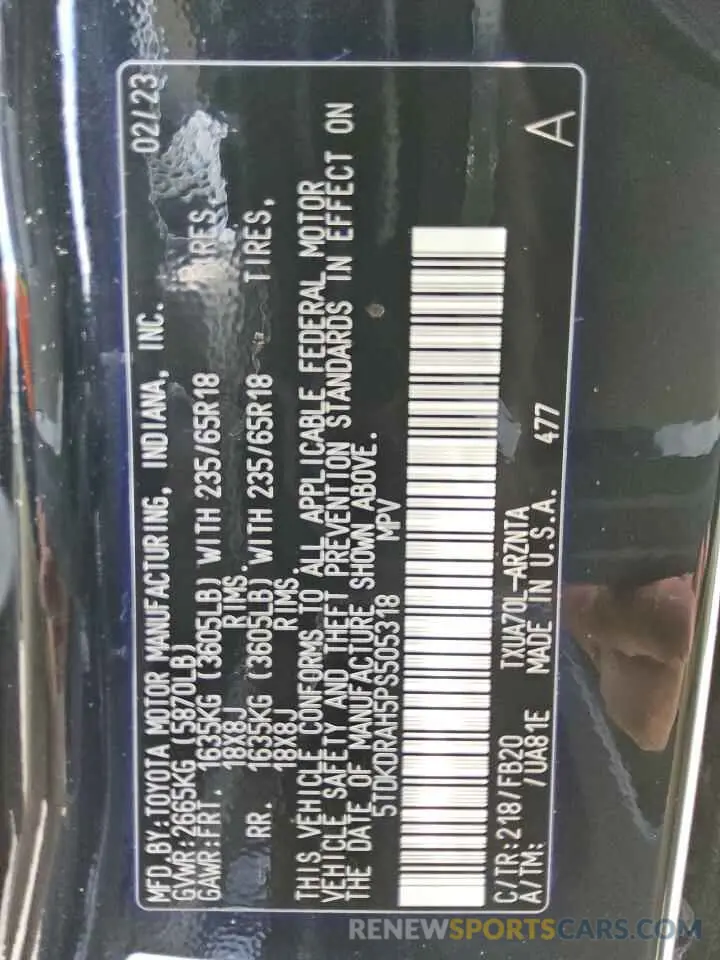 MFD.BY:TOYOTA MOTOR MANUFACTURING, INDIANA, INC. 02/23
GVWR:2665KG (5870LB)
GAWR:FRT. 1635KG (3605LB) WITH 235/65R18 TIRES,
18X8J RIMS.
RR. 1635KG (3605LB) WITH 235/65R18 TIRES,
18X8J RIMS.
THIS VEHICLE CONFORMS TO ALL APPLICABLE FEDERAL MOTOR
VEHICLE SAFETY AND THEFT PREVENTION STANDARDS IN EFFECT ON
THE DATE OF MANUFACTURE SHOWN ABOVE.
5TDKDRAH5PS505318 MPV
C/TR:218/FB20 TXUA70L-ARZNTA
A/TM: /UA81E MADE IN U.S.A. 477 A
RENEWSPORTSCARS.COM